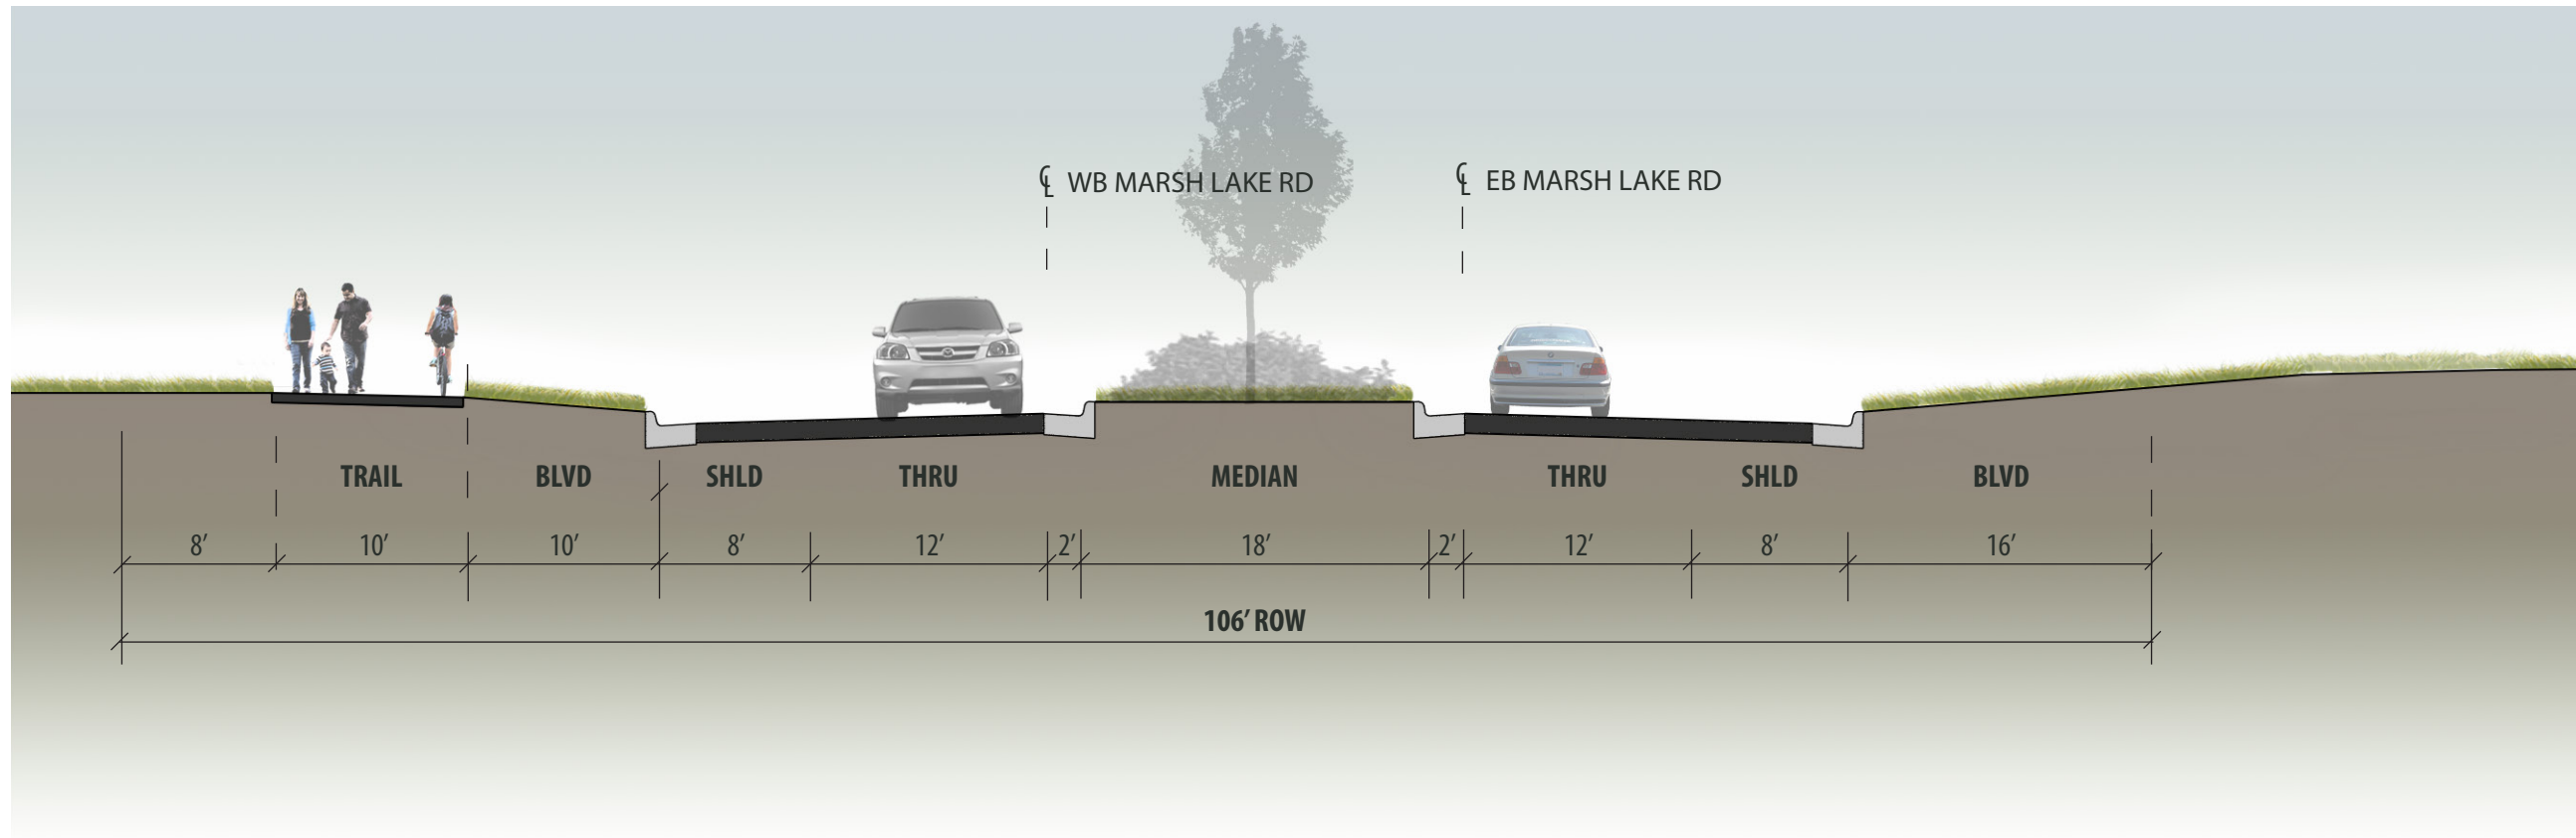 ℄ WB MARSH LAKE RD
℄ EB MARSH LAKE RD
TRAIL BLVD SHLD THRU MEDIAN THRU SHLD BLVD
8′ 10′ 10′ 8′ 12′ 2′ 18′ 2′ 12′ 8′ 16′
106′ ROW